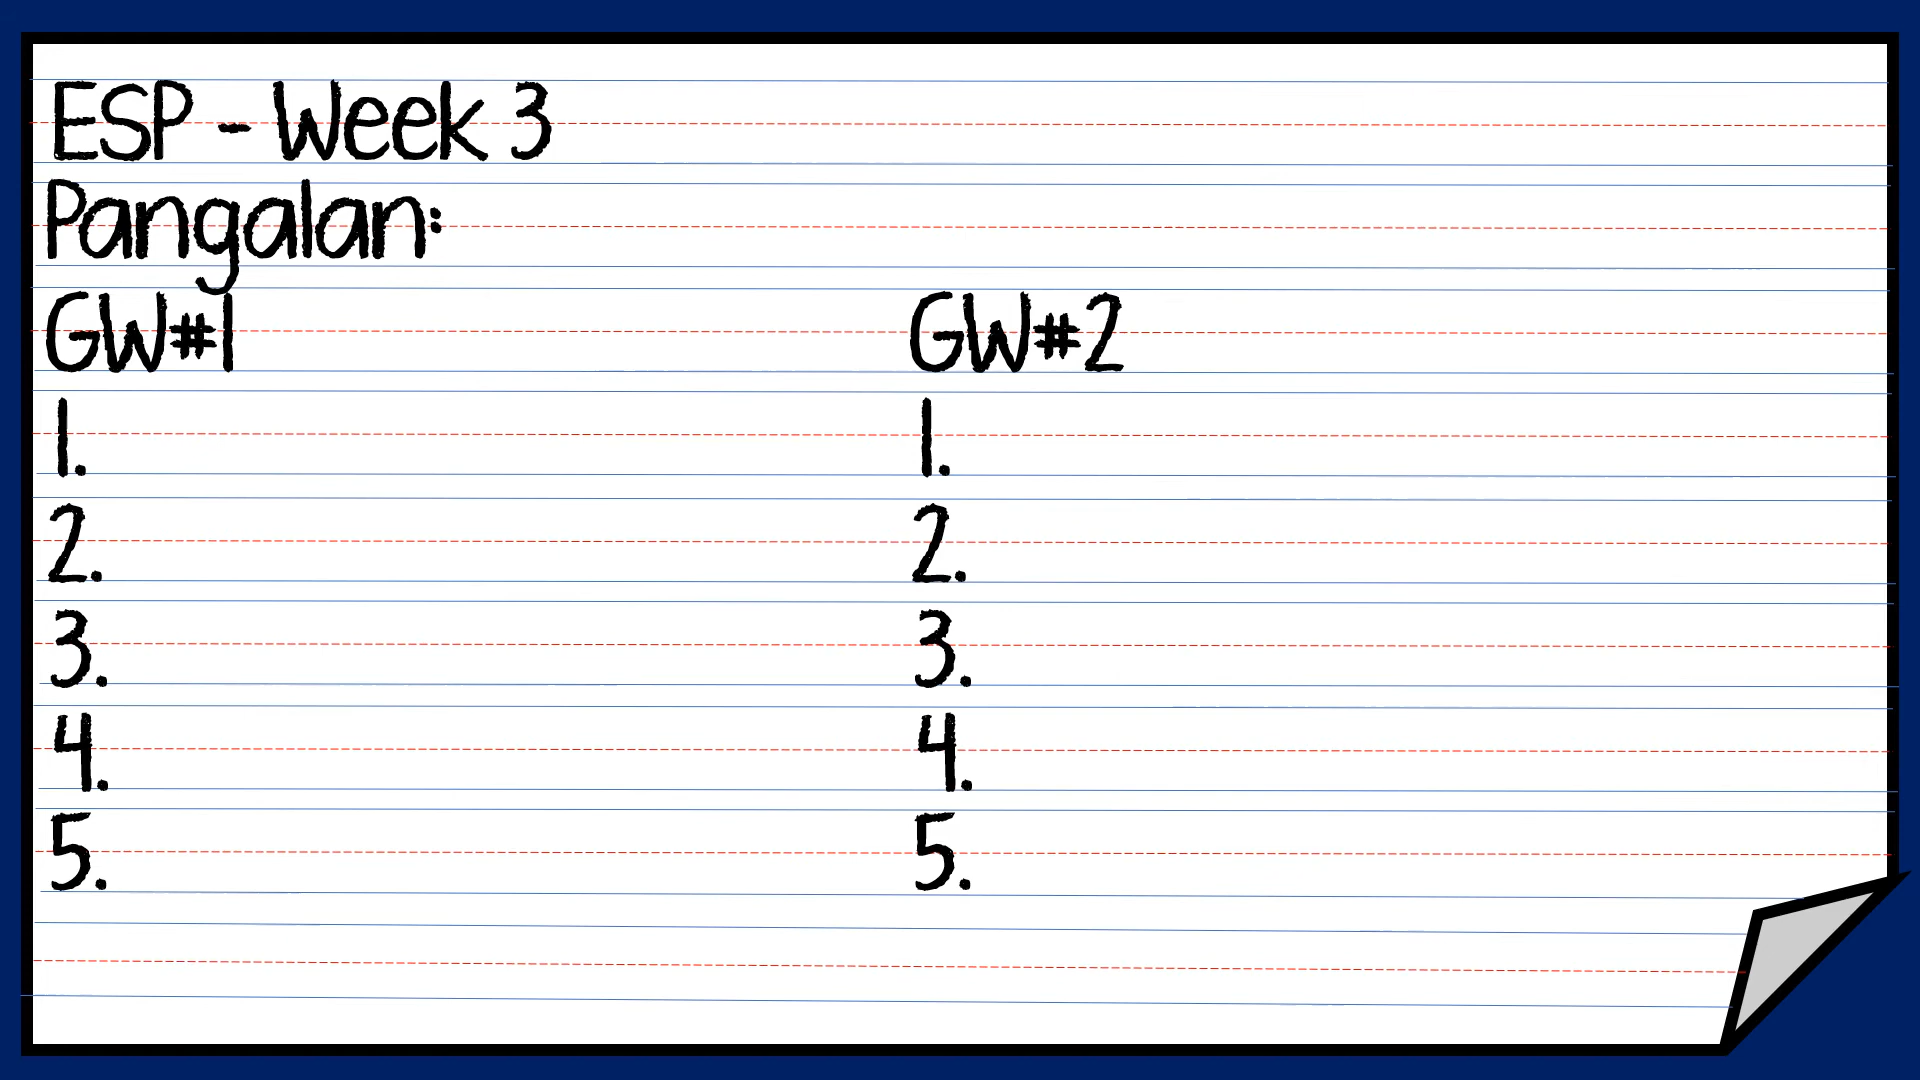 ESP - Week 3
Pangalan:
GW#1 GW#2
1. 1.
2. 2.
3. 3.
4. 4.
5. 5.